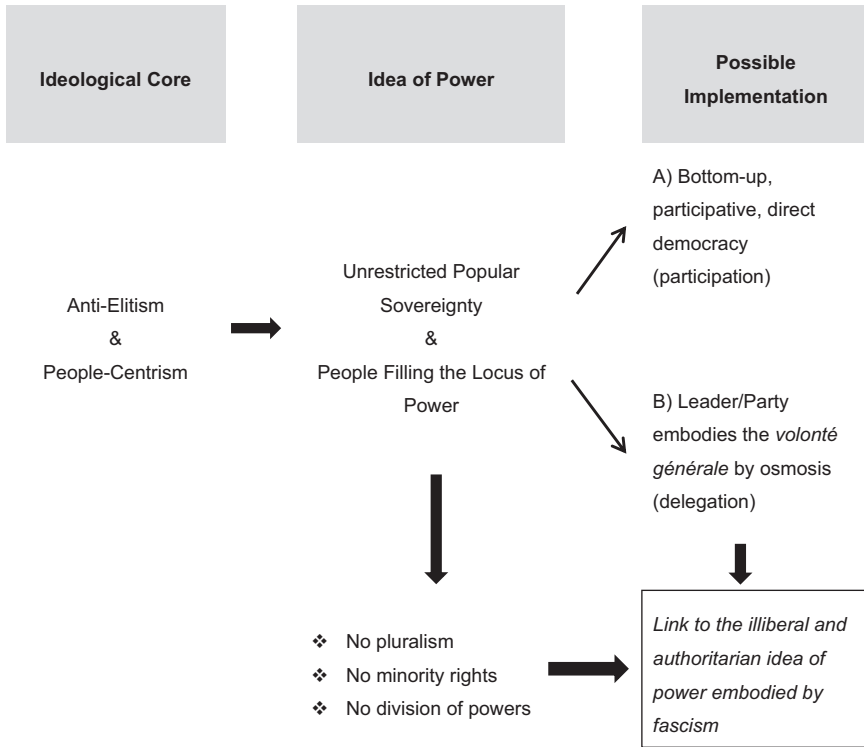 Ideological Core
Idea of Power
Possible
Implementation
Anti-Elitism
&
People-Centrism
Unrestricted Popular
Sovereignty
&
People Filling the Locus of
Power
A) Bottom-up,
participative, direct
democracy
(participation)
B) Leader/Party
embodies the volonté
générale by osmosis
(delegation)
❖ No pluralism
❖ No minority rights
❖ No division of powers
Link to the illiberal and
authoritarian idea of
power embodied by
fascism